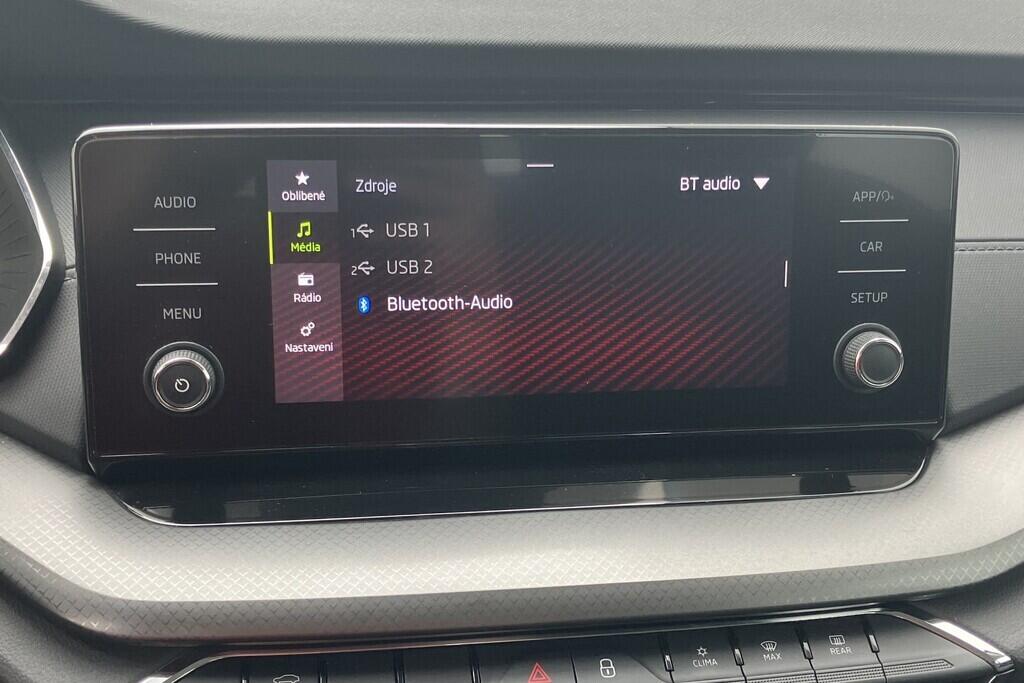 AUDIO
PHONE
MENU
Oblíbené
Média
Rádio
Nastavení
Zdroje
BT audio
1 USB 1
2 USB 2
Bluetooth-Audio
APP/
CAR
SETUP
CLIMA
MAX
REAR